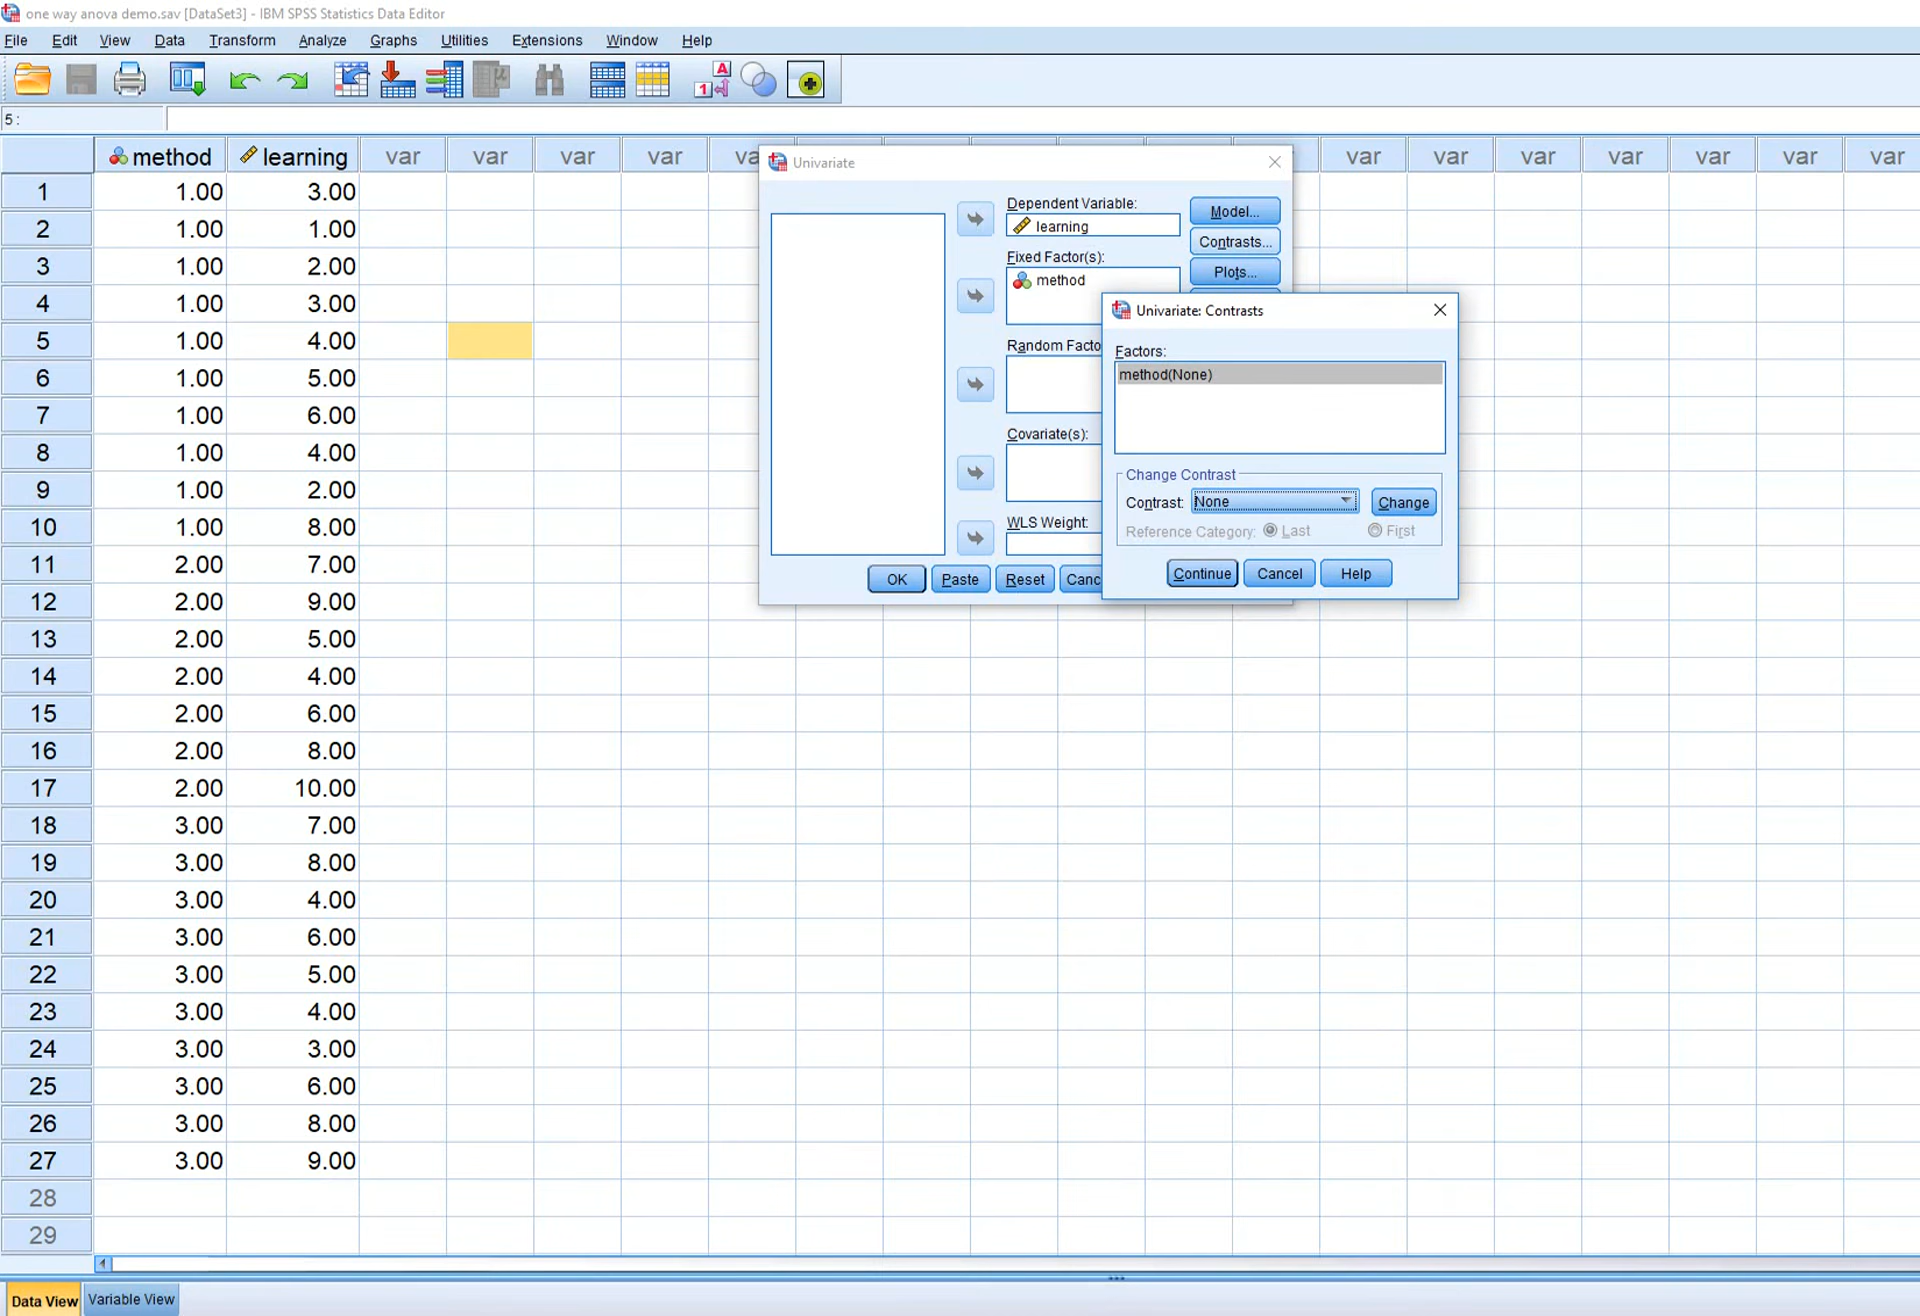 one way anova demo.sav [DataSet3] - IBM SPSS Statistics Data Editor
File Edit View Data Transform Analyze Graphs Utilities Extensions Window Help
A
1
5 :
method learning var var var var va var var var var var var var
1 1.00 3.00
2 1.00 1.00
3 1.00 2.00
4 1.00 3.00
5 1.00 4.00
6 1.00 5.00
7 1.00 6.00
8 1.00 4.00
9 1.00 2.00
10 1.00 8.00
11 2.00 7.00
12 2.00 9.00
13 2.00 5.00
14 2.00 4.00
15 2.00 6.00
16 2.00 8.00
17 2.00 10.00
18 3.00 7.00
19 3.00 8.00
20 3.00 4.00
21 3.00 6.00
22 3.00 5.00
23 3.00 4.00
24 3.00 3.00
25 3.00 6.00
26 3.00 8.00
27 3.00 9.00
28
29
Univariate
Dependent Variable:
learning
Fixed Factor(s):
method
Random Facto
Covariate(s):
WLS Weight:
Model...
Contrasts...
Plots...
OK Paste Reset Canc
Univariate: Contrasts
Factors:
method(None)
Change Contrast
Contrast: None Change
Reference Category: Last First
Continue Cancel Help
Data View Variable View